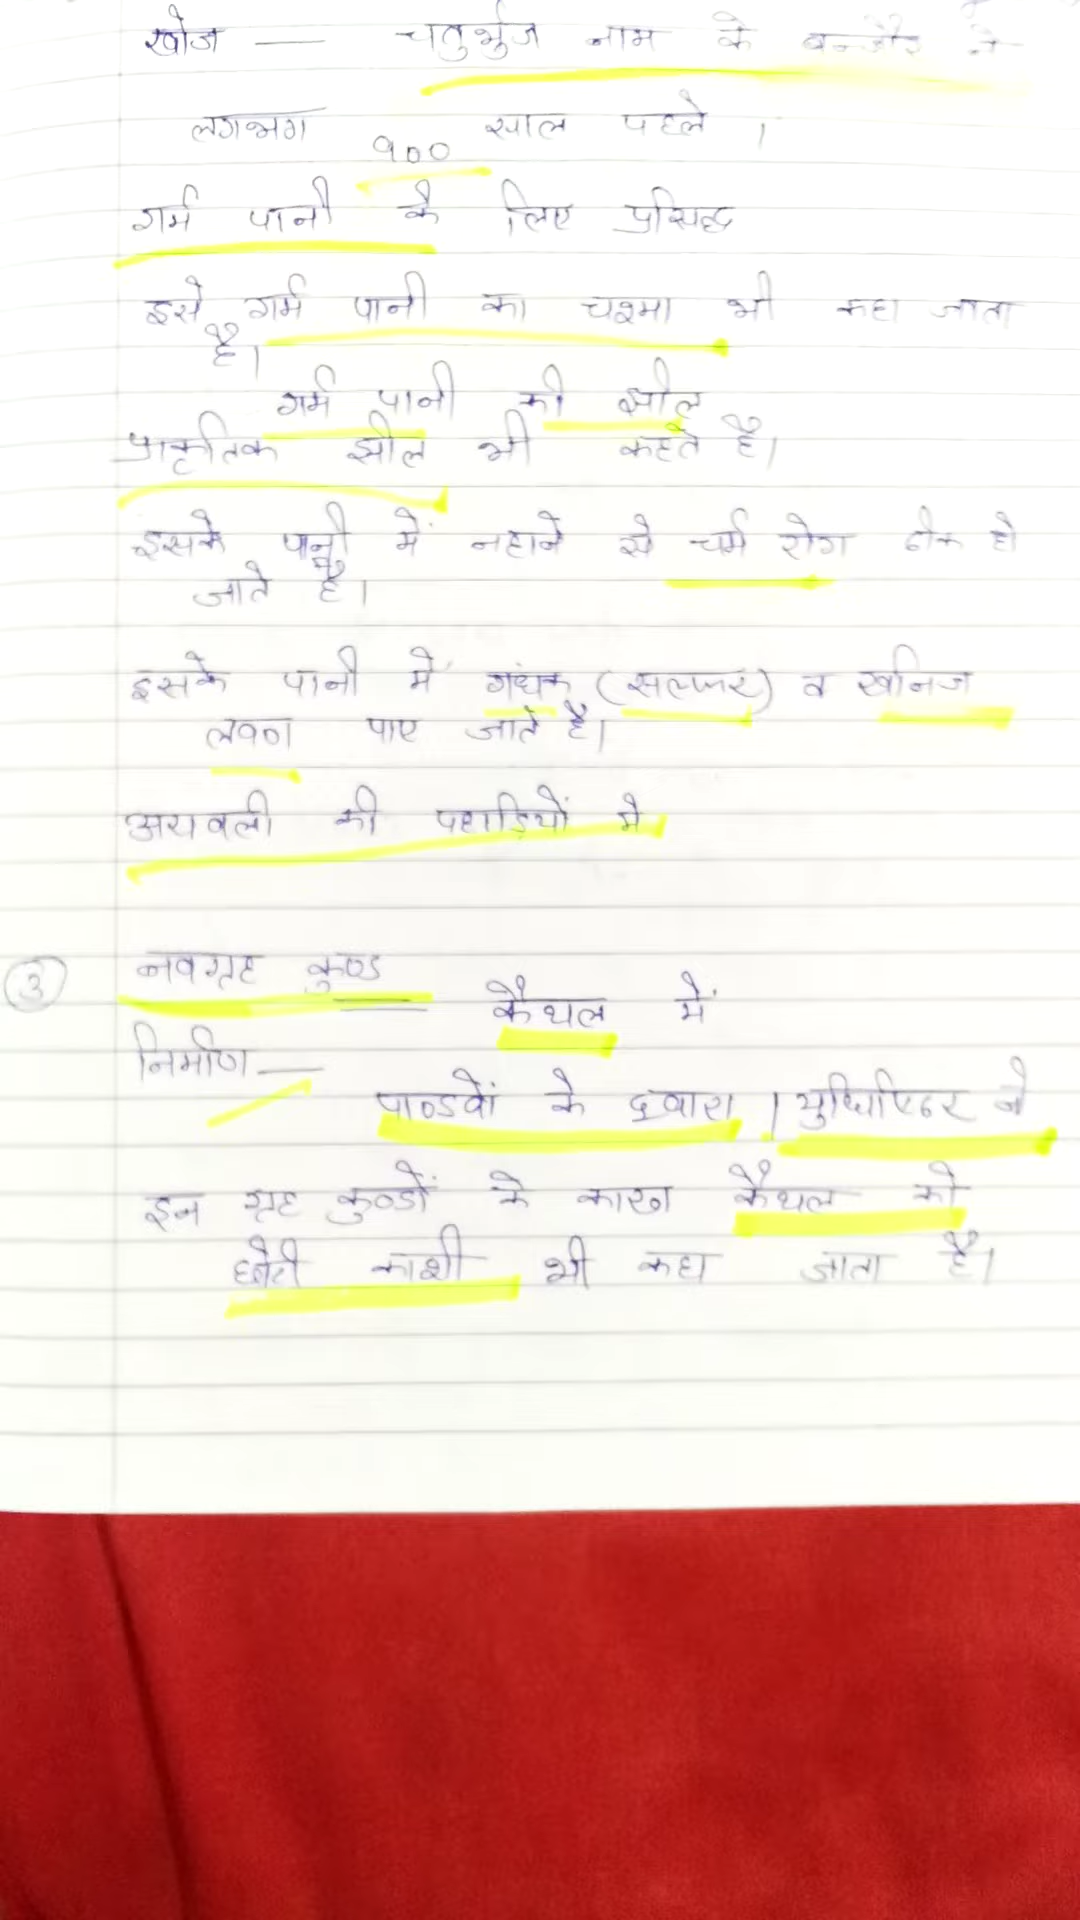 खोज — चतुर्भुज नाम के बन्जारे ने
लगभग ९०० साल पहले ।
गर्म पानी के लिए प्रसिद्ध
इसे गर्म पानी का चश्मा भी कहा जाता
है।
गर्म पानी की झील
प्राकृतिक झील भी कहते है।
इसके पानी में नहाने से चर्म रोग ठीक हो
जाते है।
इसके पानी में गंधक (सल्फर) व खनिज
लवण पाए जाते है।
अरावली की पहाड़ियों मे
③ नवग्रह कुण्ड — कैथल में
निर्माण — पाण्डवों के द्वारा । युधिष्ठिर ने
इन ग्रह कुण्डों के कारण कैथल को
छोटी काशी भी कहा जाता है।